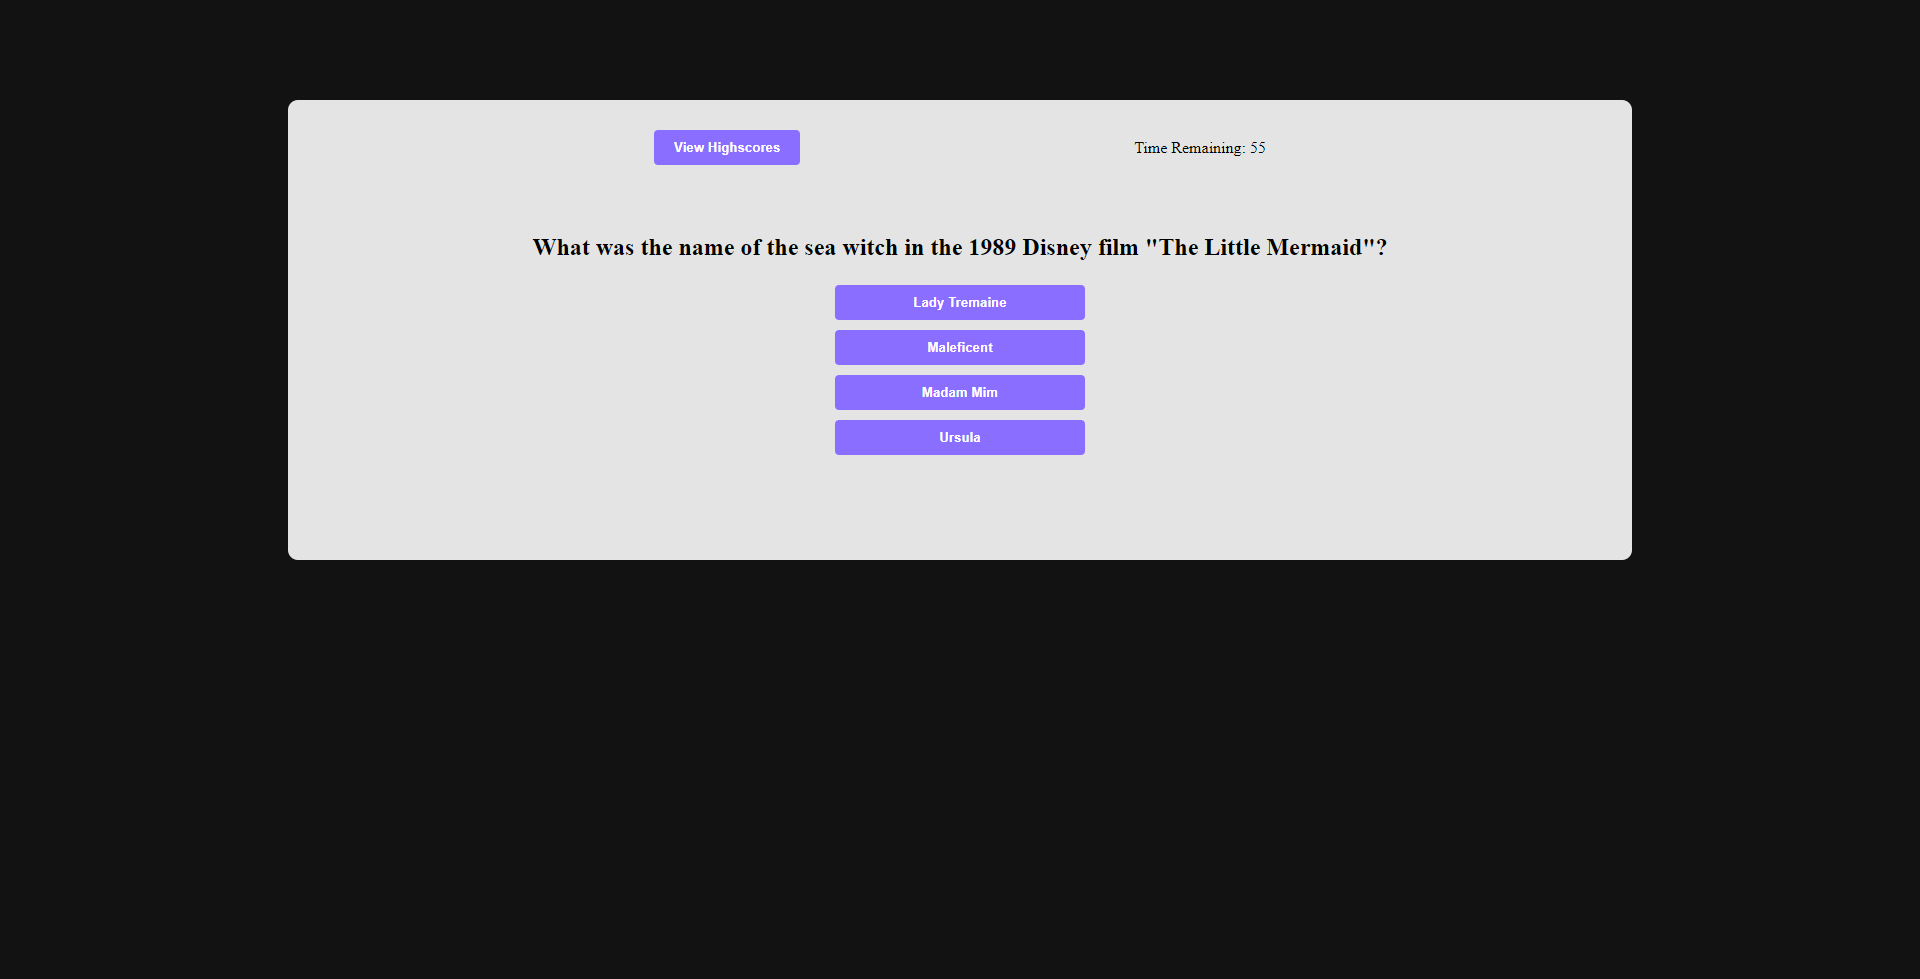 View Highscores
Time Remaining: 55
What was the name of the sea witch in the 1989 Disney film "The Little Mermaid"?
Lady Tremaine
Maleficent
Madam Mim
Ursula